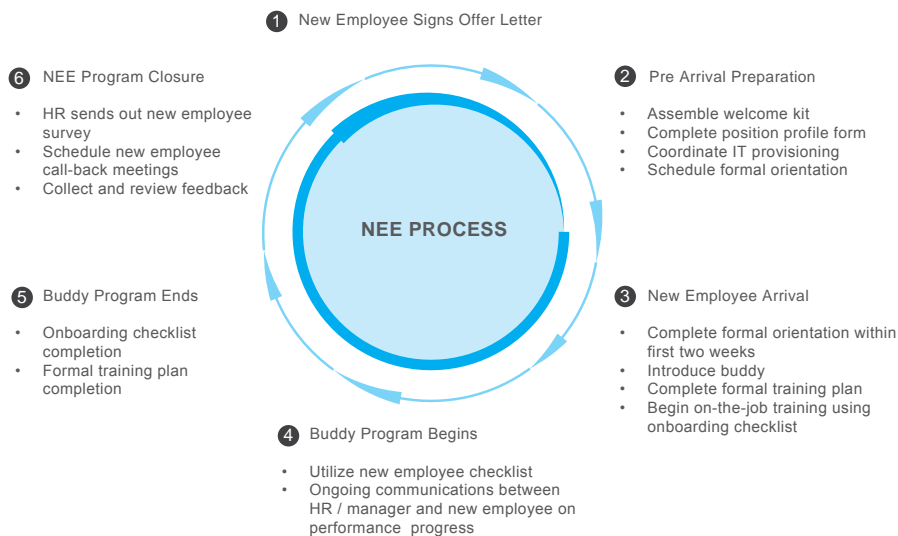 1 New Employee Signs Offer Letter
2 Pre Arrival Preparation
• Assemble welcome kit
• Complete position profile form
• Coordinate IT provisioning
• Schedule formal orientation
3 New Employee Arrival
• Complete formal orientation within
first two weeks
• Introduce buddy
• Complete formal training plan
• Begin on-the-job training using
onboarding checklist
4 Buddy Program Begins
• Utilize new employee checklist
• Ongoing communications between
HR / manager and new employee on
performance progress
5 Buddy Program Ends
• Onboarding checklist
completion
• Formal training plan
completion
6 NEE Program Closure
• HR sends out new employee
survey
• Schedule new employee
call-back meetings
• Collect and review feedback
NEE PROCESS